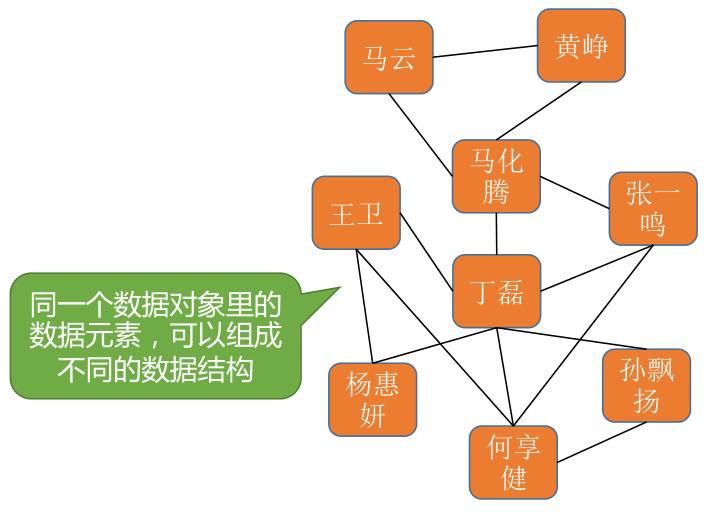 马云
黄峥
马化
腾
王卫
张一
鸣
丁磊
同一个数据对象里的
数据元素，可以组成
不同的数据结构
杨惠
妍
孙飘
扬
何享
健